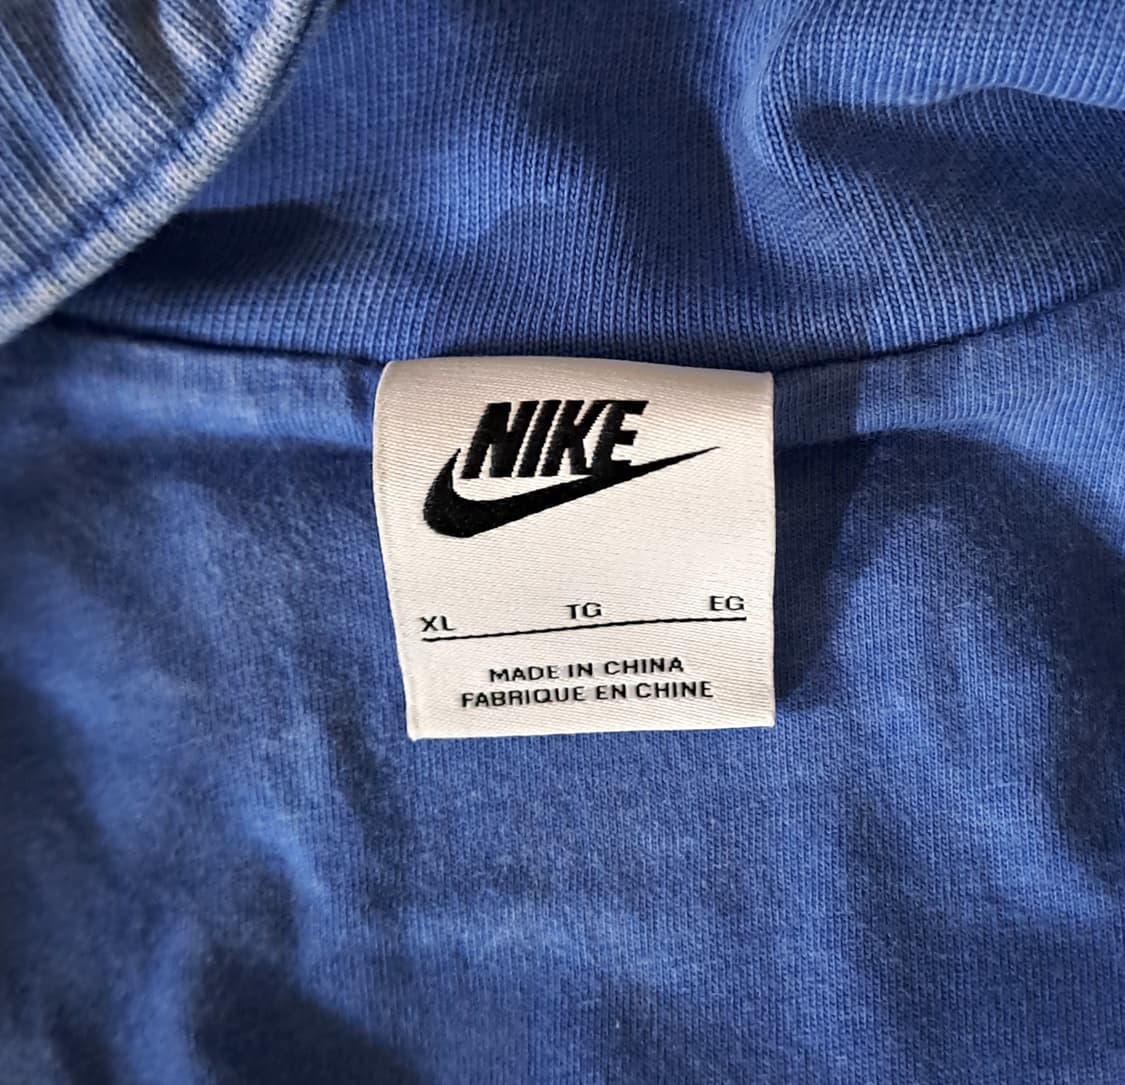 NIKE
XL TG EG
MADE IN CHINA
FABRIQUE EN CHINE